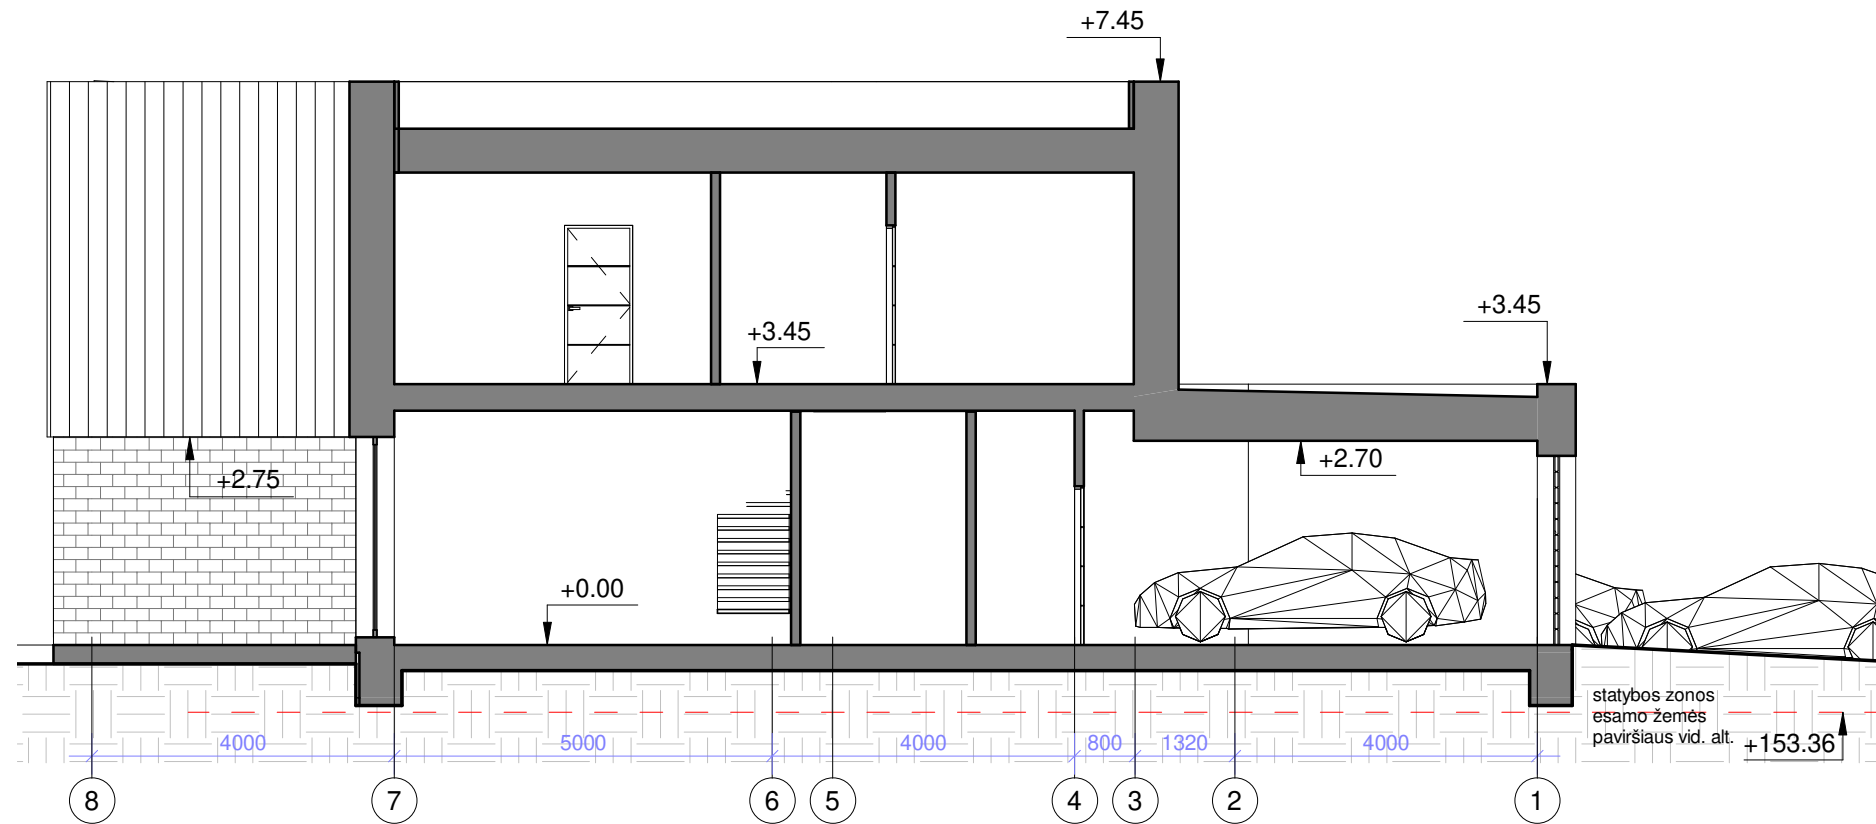 +7.45
+3.45
+3.45
+2.70
+2.75
+0.00
statybos zonos
esamo žemės
paviršiaus vid. alt.
+153.36
4000 5000 4000 800 1320 4000
8 7 6 5 4 3 2 1